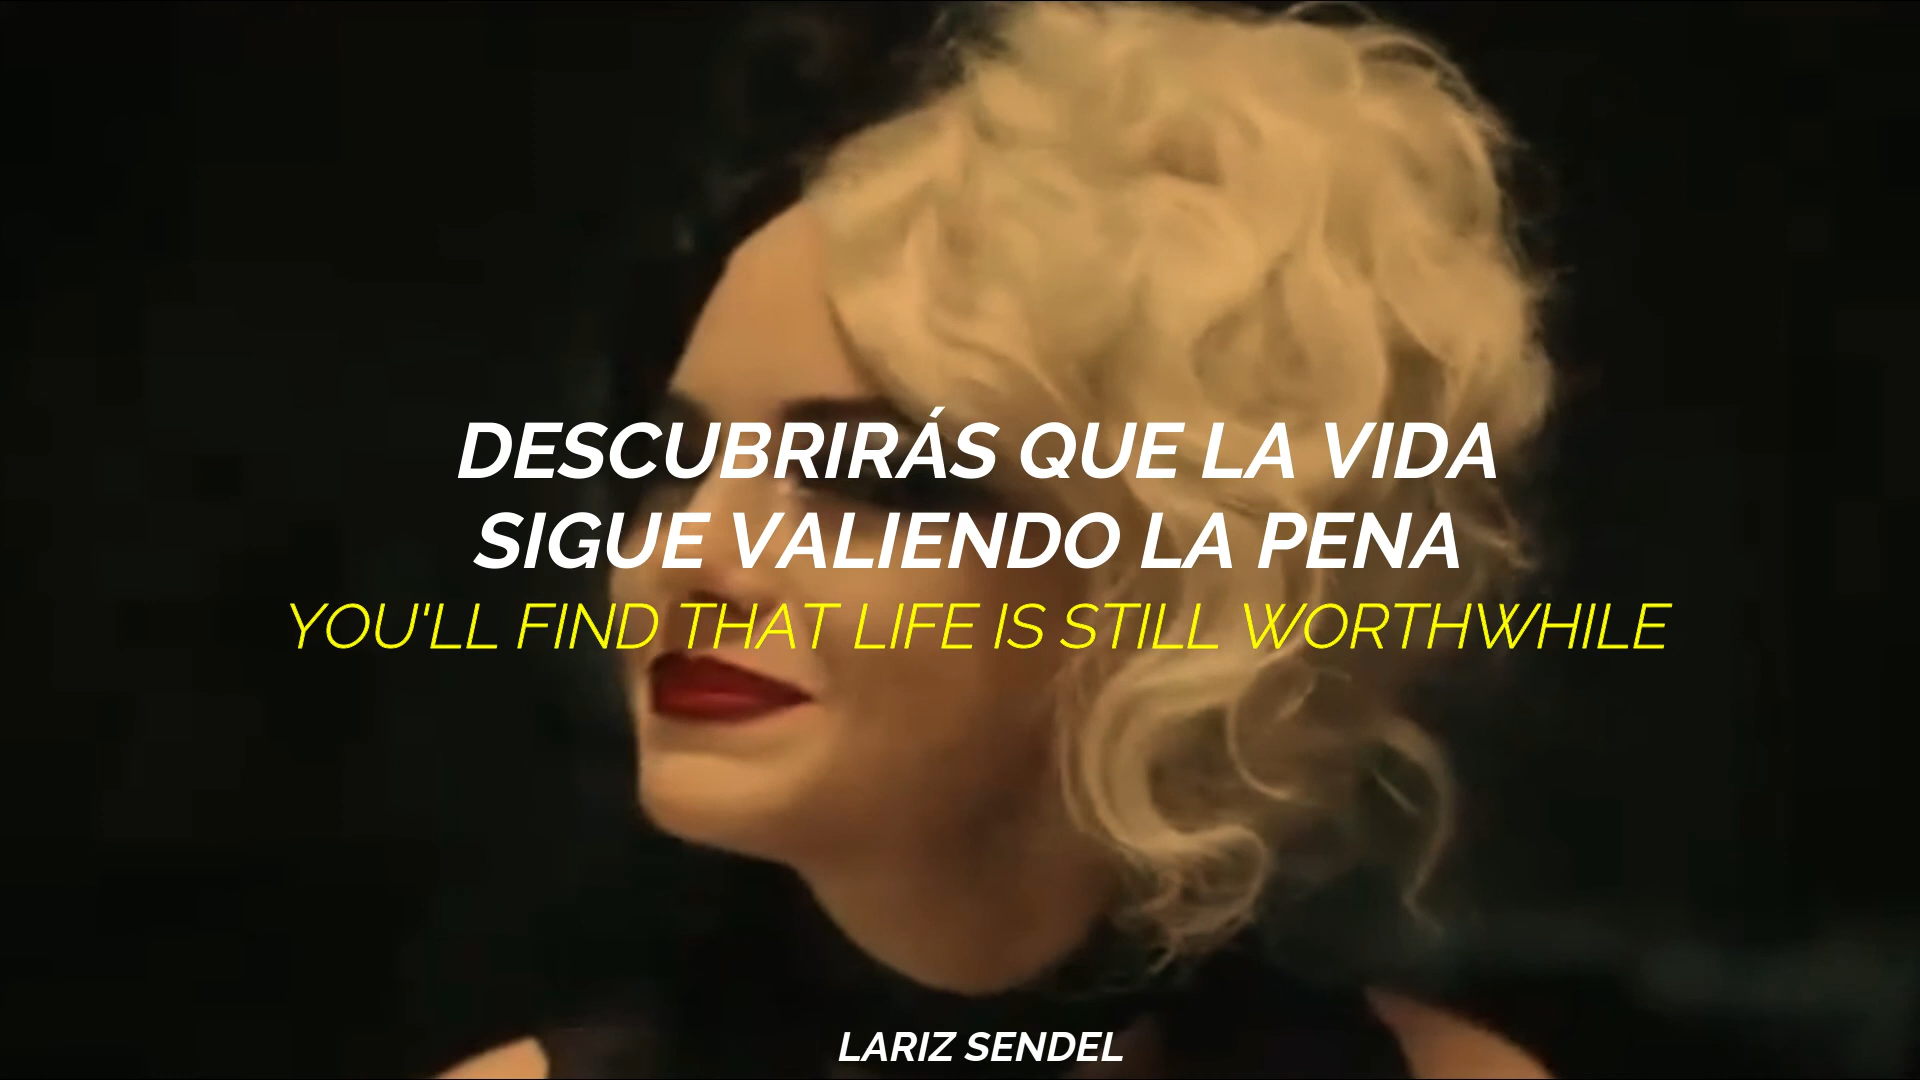 DESCUBRIRÁS QUE LA VIDA
SIGUE VALIENDO LA PENA
YOU'LL FIND THAT LIFE IS STILL WORTHWHILE
LARIZ SENDEL